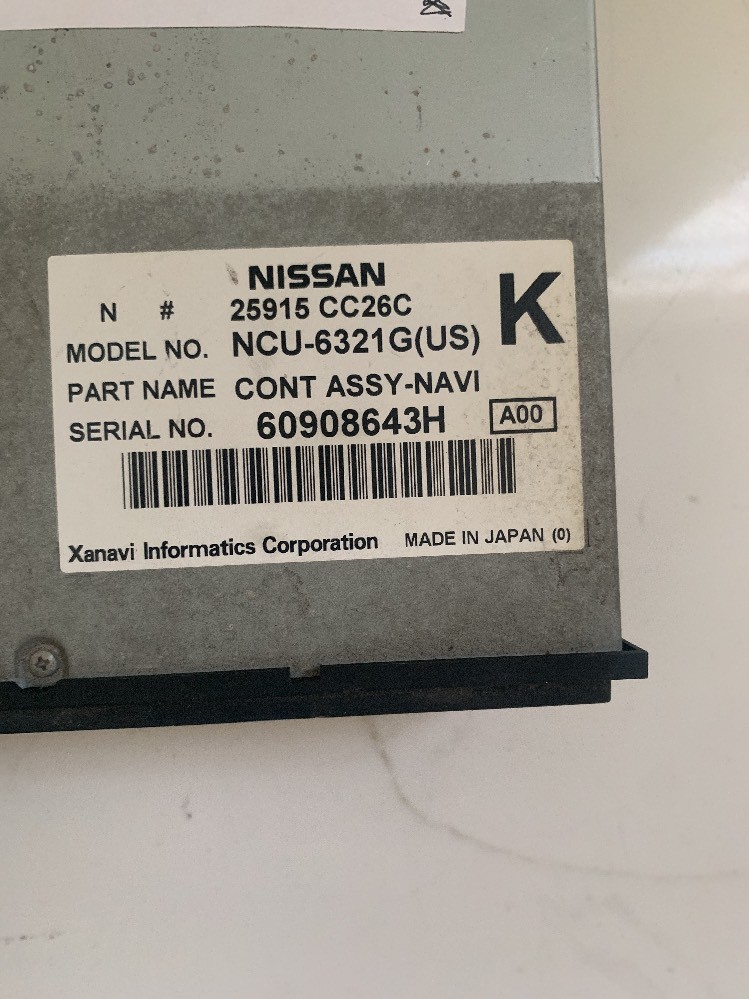 NISSAN
K
N # 25915 CC26C
MODEL NO. NCU-6321G(US)
PART NAME CONT ASSY-NAVI
SERIAL NO. 60908643H A00
Xanavi Informatics Corporation MADE IN JAPAN (0)